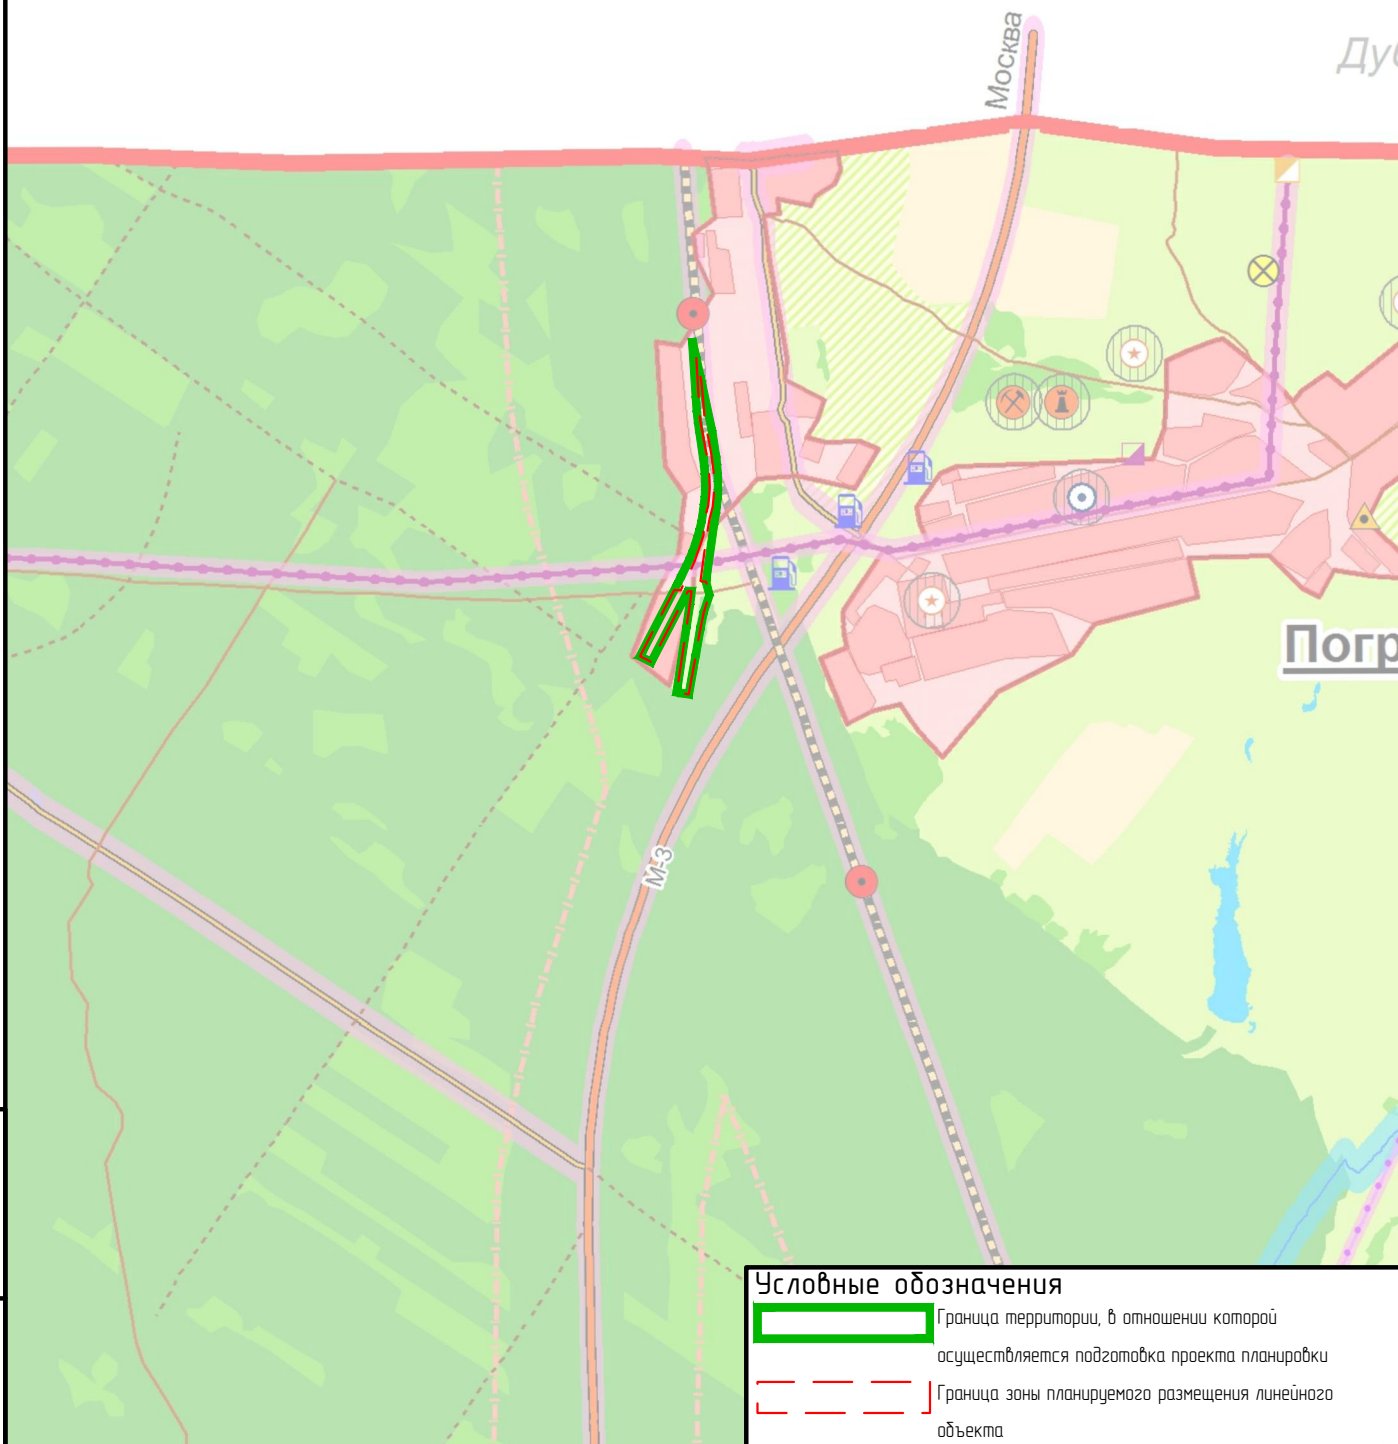 Москва
Дуб
Погр
М-3
Условные обозначения
Граница территории, в отношении которой
осуществляется подготовка проекта планировки
Граница зоны планируемого размещения линейного
объекта